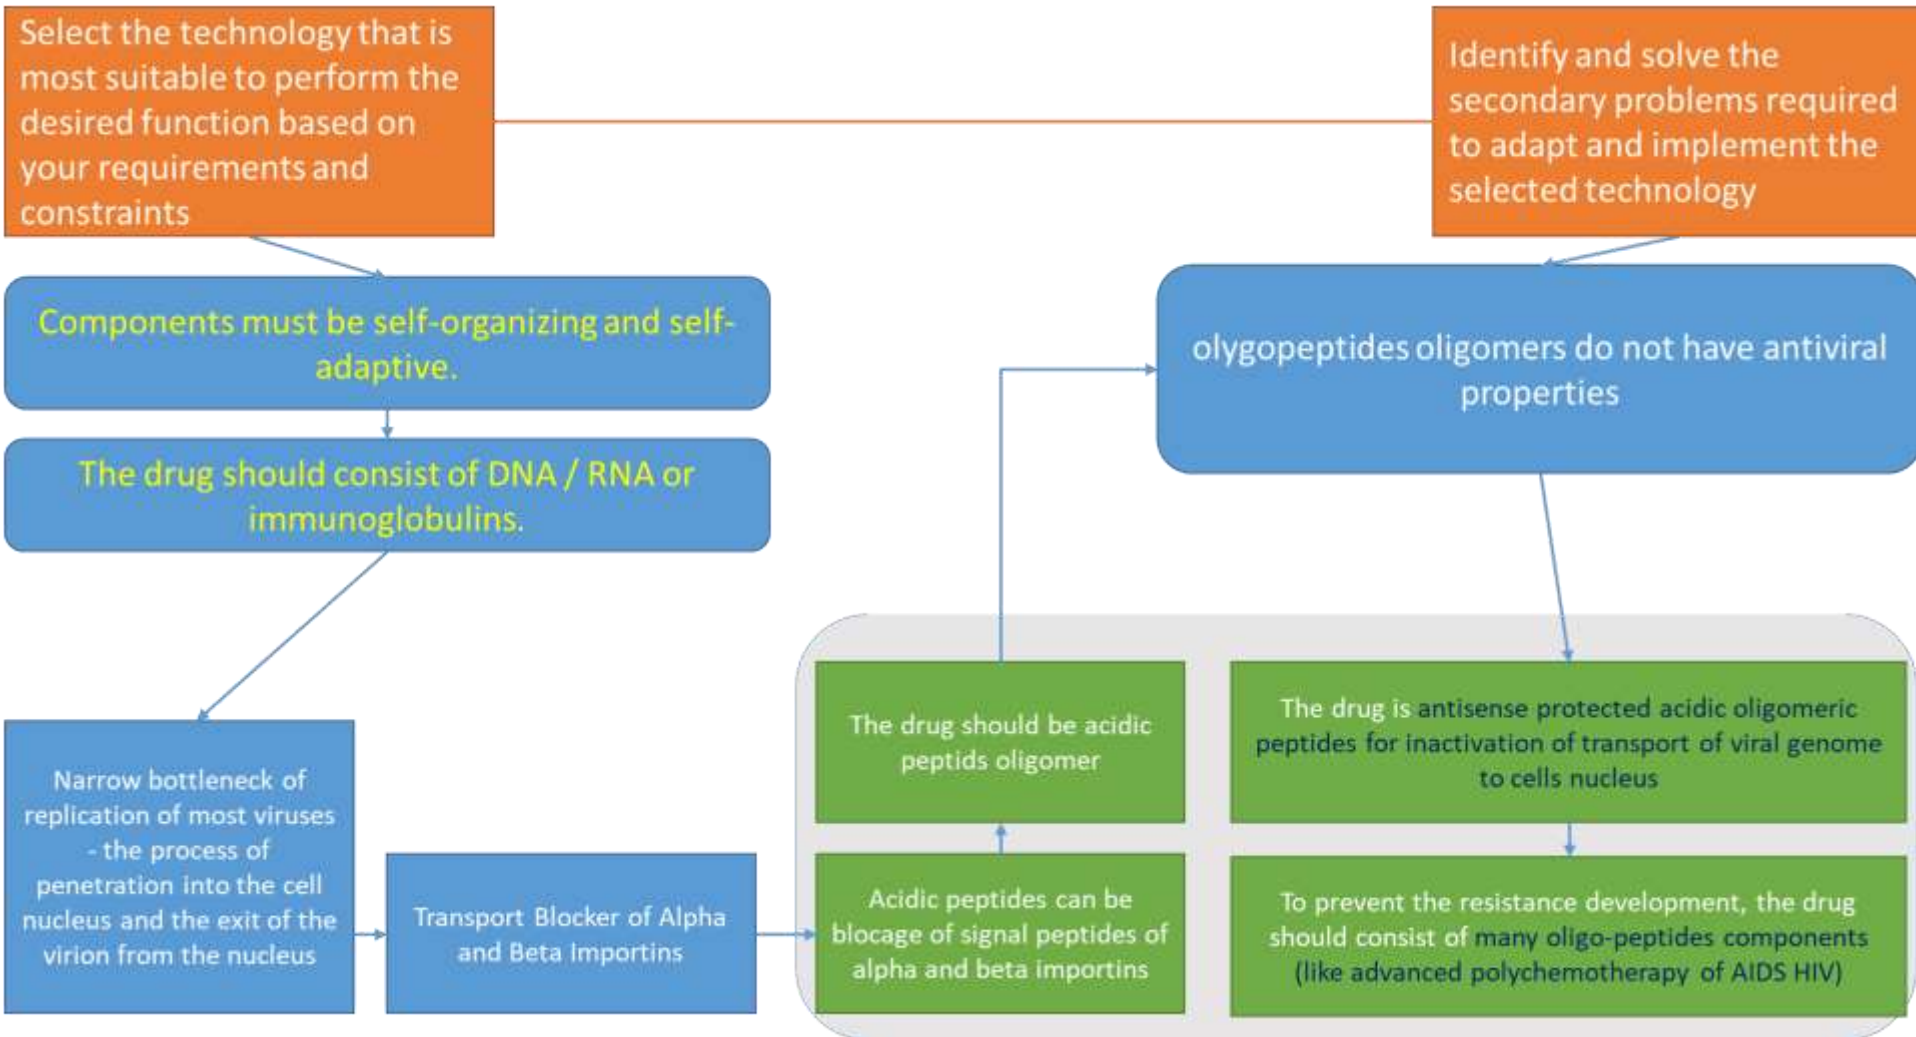 Select the technology that is
most suitable to perform the
desired function based on
your requirements and
constraints
Identify and solve the
secondary problems required
to adapt and implement the
selected technology
Components must be self-organizing and self-
adaptive.
olygopeptides oligomers do not have antiviral
properties
The drug should consist of DNA / RNA or
immunoglobulins.
Narrow bottleneck of
replication of most viruses
- the process of
penetration into the cell
nucleus and the exit of the
virion from the nucleus
Transport Blocker of Alpha
and Beta Importins
Acidic peptides can be
blocage of signal peptides of
alpha and beta importins
The drug should be acidic
peptids oligomer
The drug is antisense protected acidic oligomeric
peptides for inactivation of transport of viral genome
to cells nucleus
To prevent the resistance development, the drug
should consist of many oligo-peptides components
(like advanced polychemotherapy of AIDS HIV)